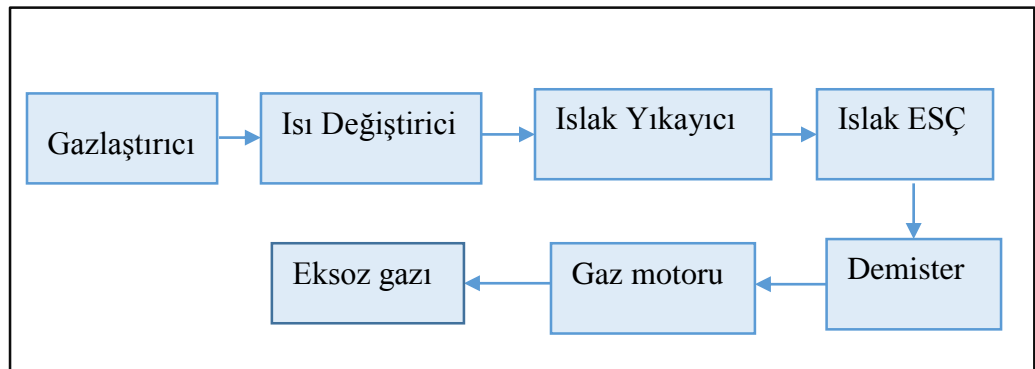 Gazlaştırıcı
Isı Değiştirici
Islak Yıkayıcı
Islak ESÇ
Demister
Gaz motoru
Eksoz gazı